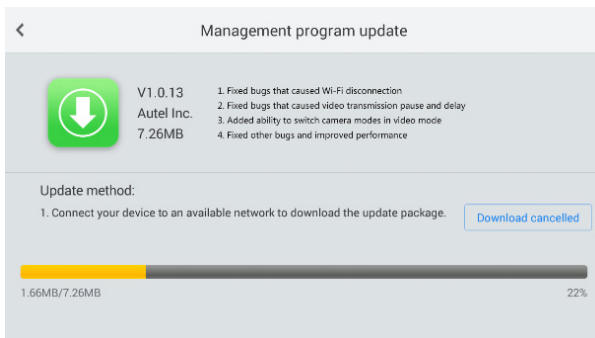 Management program update
V1.0.13
Autel Inc.
7.26MB
1. Fixed bugs that caused Wi-Fi disconnection
2. Fixed bugs that caused video transmission pause and delay
3. Added ability to switch camera modes in video mode
4. Fixed other bugs and improved performance
Update method:
1. Connect your device to an available network to download the update package.
Download cancelled
1.66MB/7.26MB
22%